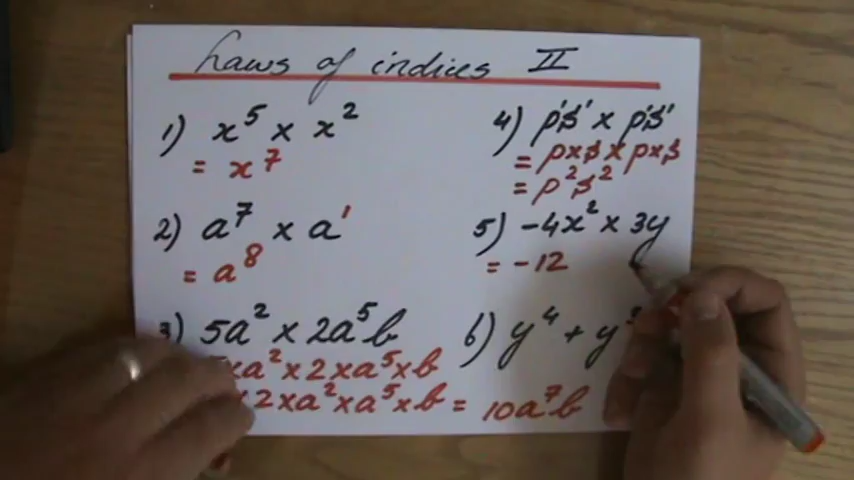 Laws of indices II
1) x⁵ × x²
= x⁷
2) a⁷ × a¹
= a⁸
3) 5a² × 2a⁵b
×a²×2×a⁵×b
×2×a²×a⁵×b = 10a⁷b
4) p¹s¹ × p¹s¹
= p×s×p×s
= p²s²
5) -4x² × 3y
= -12
6) y⁴ + y